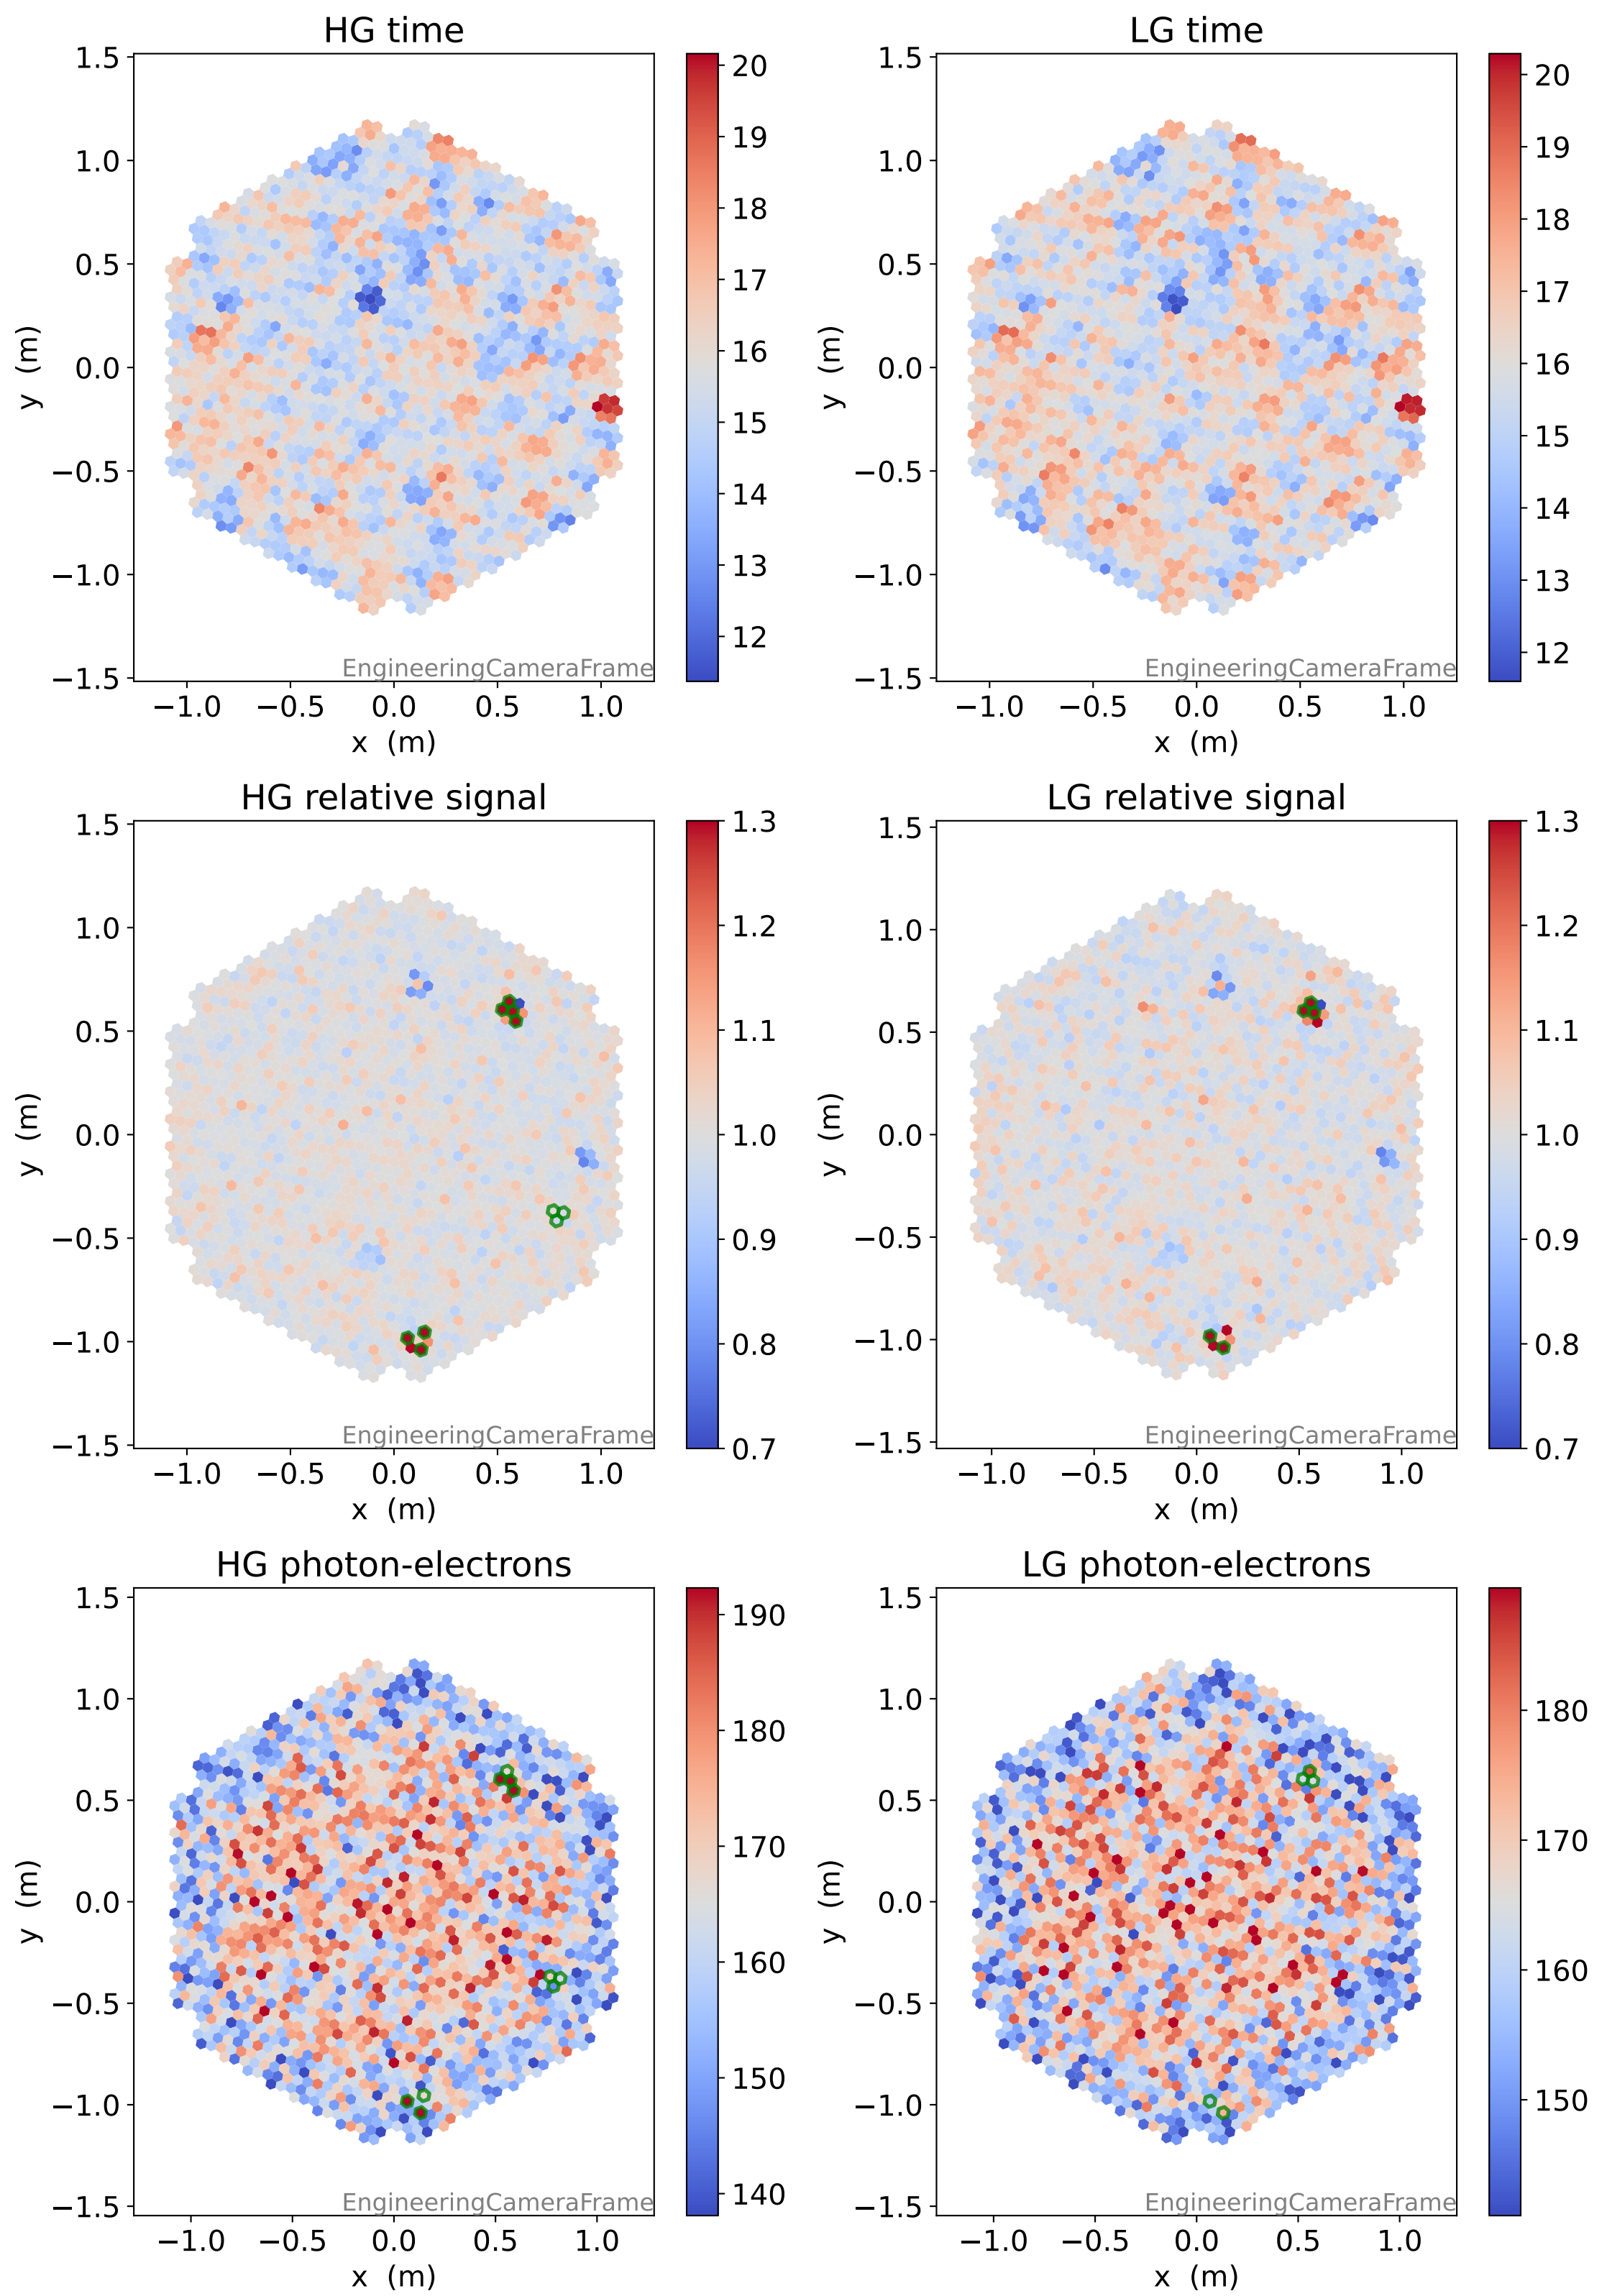 HG time
LG time
1.5
1.0
0.5
0.0
−0.5
−1.0
−1.5
y (m)
−1.0 −0.5 0.0 0.5 1.0
x (m)
EngineeringCameraFrame
20
19
18
17
16
15
14
13
12
1.5
1.0
0.5
0.0
−0.5
−1.0
−1.5
y (m)
−1.0 −0.5 0.0 0.5 1.0
x (m)
EngineeringCameraFrame
20
19
18
17
16
15
14
13
12
HG relative signal
LG relative signal
1.5
1.0
0.5
0.0
−0.5
−1.0
−1.5
y (m)
−1.0 −0.5 0.0 0.5 1.0
x (m)
EngineeringCameraFrame
1.3
1.2
1.1
1.0
0.9
0.8
0.7
1.5
1.0
0.5
0.0
−0.5
−1.0
−1.5
y (m)
−1.0 −0.5 0.0 0.5 1.0
x (m)
EngineeringCameraFrame
1.3
1.2
1.1
1.0
0.9
0.8
0.7
HG photon-electrons
LG photon-electrons
1.5
1.0
0.5
0.0
−0.5
−1.0
−1.5
y (m)
−1.0 −0.5 0.0 0.5 1.0
x (m)
EngineeringCameraFrame
190
180
170
160
150
140
1.5
1.0
0.5
0.0
−0.5
−1.0
−1.5
y (m)
−1.0 −0.5 0.0 0.5 1.0
x (m)
EngineeringCameraFrame
180
170
160
150